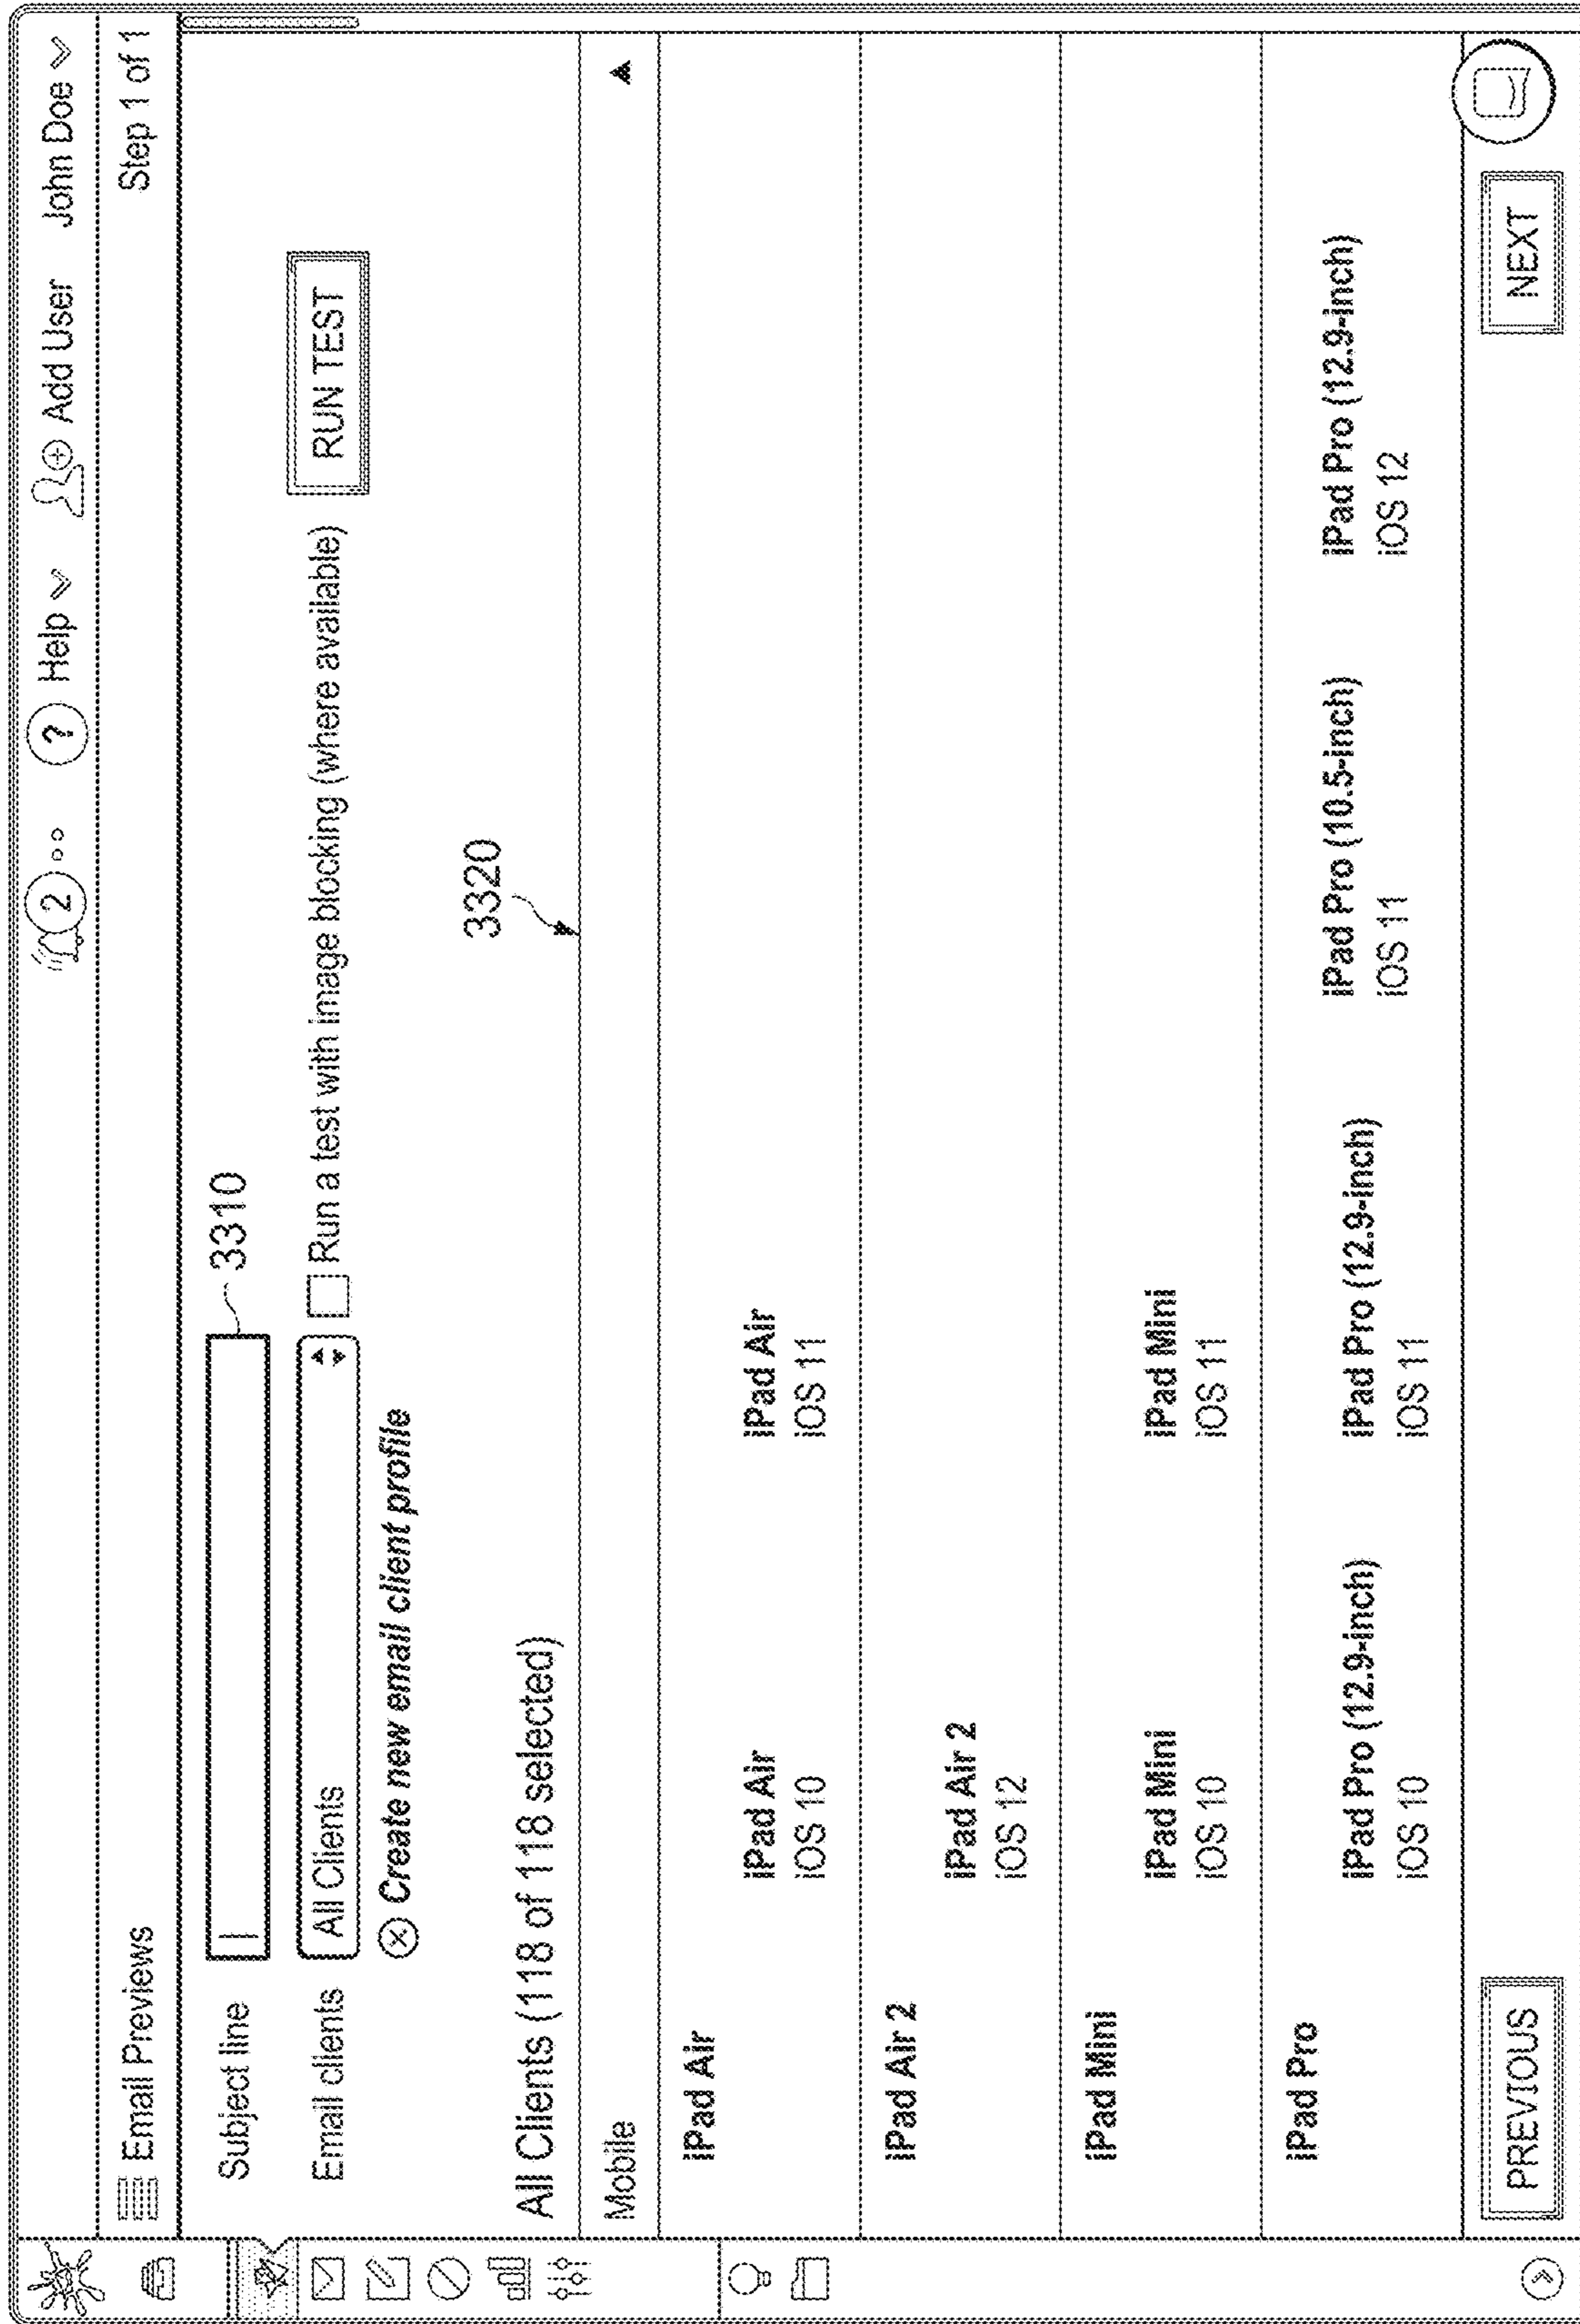 2 ? Help Add User John Doe
Email Previews Step 1 of 1
Subject line 3310
Email clients All Clients Run a test with image blocking (where available) RUN TEST
Create new email client profile
3320
All Clients (118 of 118 selected)
Mobile
iPad Air
iPad Air iPad Air
iOS 10 iOS 11
iPad Air 2
iPad Air 2
iOS 12
iPad Mini
iPad Mini iPad Mini
iOS 10 iOS 11
iPad Pro
iPad Pro (12.9-inch) iPad Pro (12.9-inch) iPad Pro (10.5-inch) iPad Pro (12.9-inch)
iOS 10 iOS 11 iOS 11 iOS 12
PREVIOUS NEXT